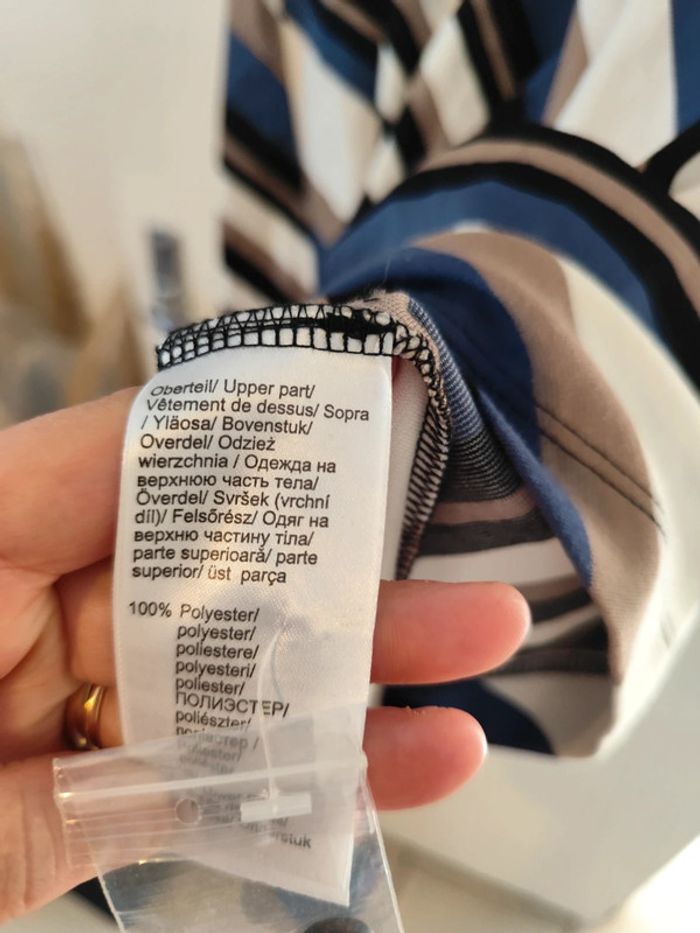 Oberteil/ Upper part/
Vêtement de dessus/ Sopra
/ Yläosa/ Bovenstuk/
Overdel/ Odzież
wierzchnia / Одежда на
верхнюю часть тела/
Överdel/ Svršek (vrchní
díl)/ Felsőrész/ Одяг на
верхню частину тіла/
parte superioară/ parte
superior/ üst parça
100% Polyester/
polyester/
poliestere/
polyesteri/
poliester/
ПОЛИЭСТЕР/
poliészter/